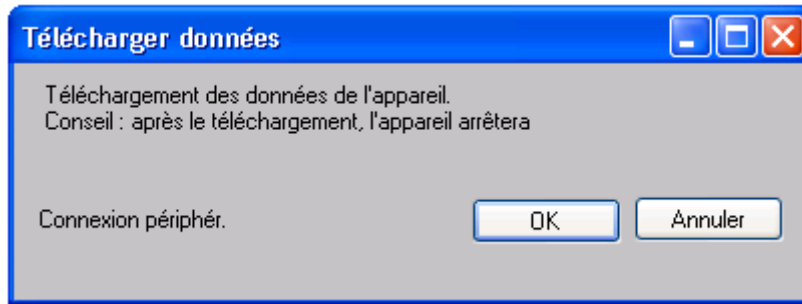 Télécharger données
Téléchargement des données de l'appareil.
Conseil : après le téléchargement, l'appareil arrêtera
Connexion périphér.
OK
Annuler